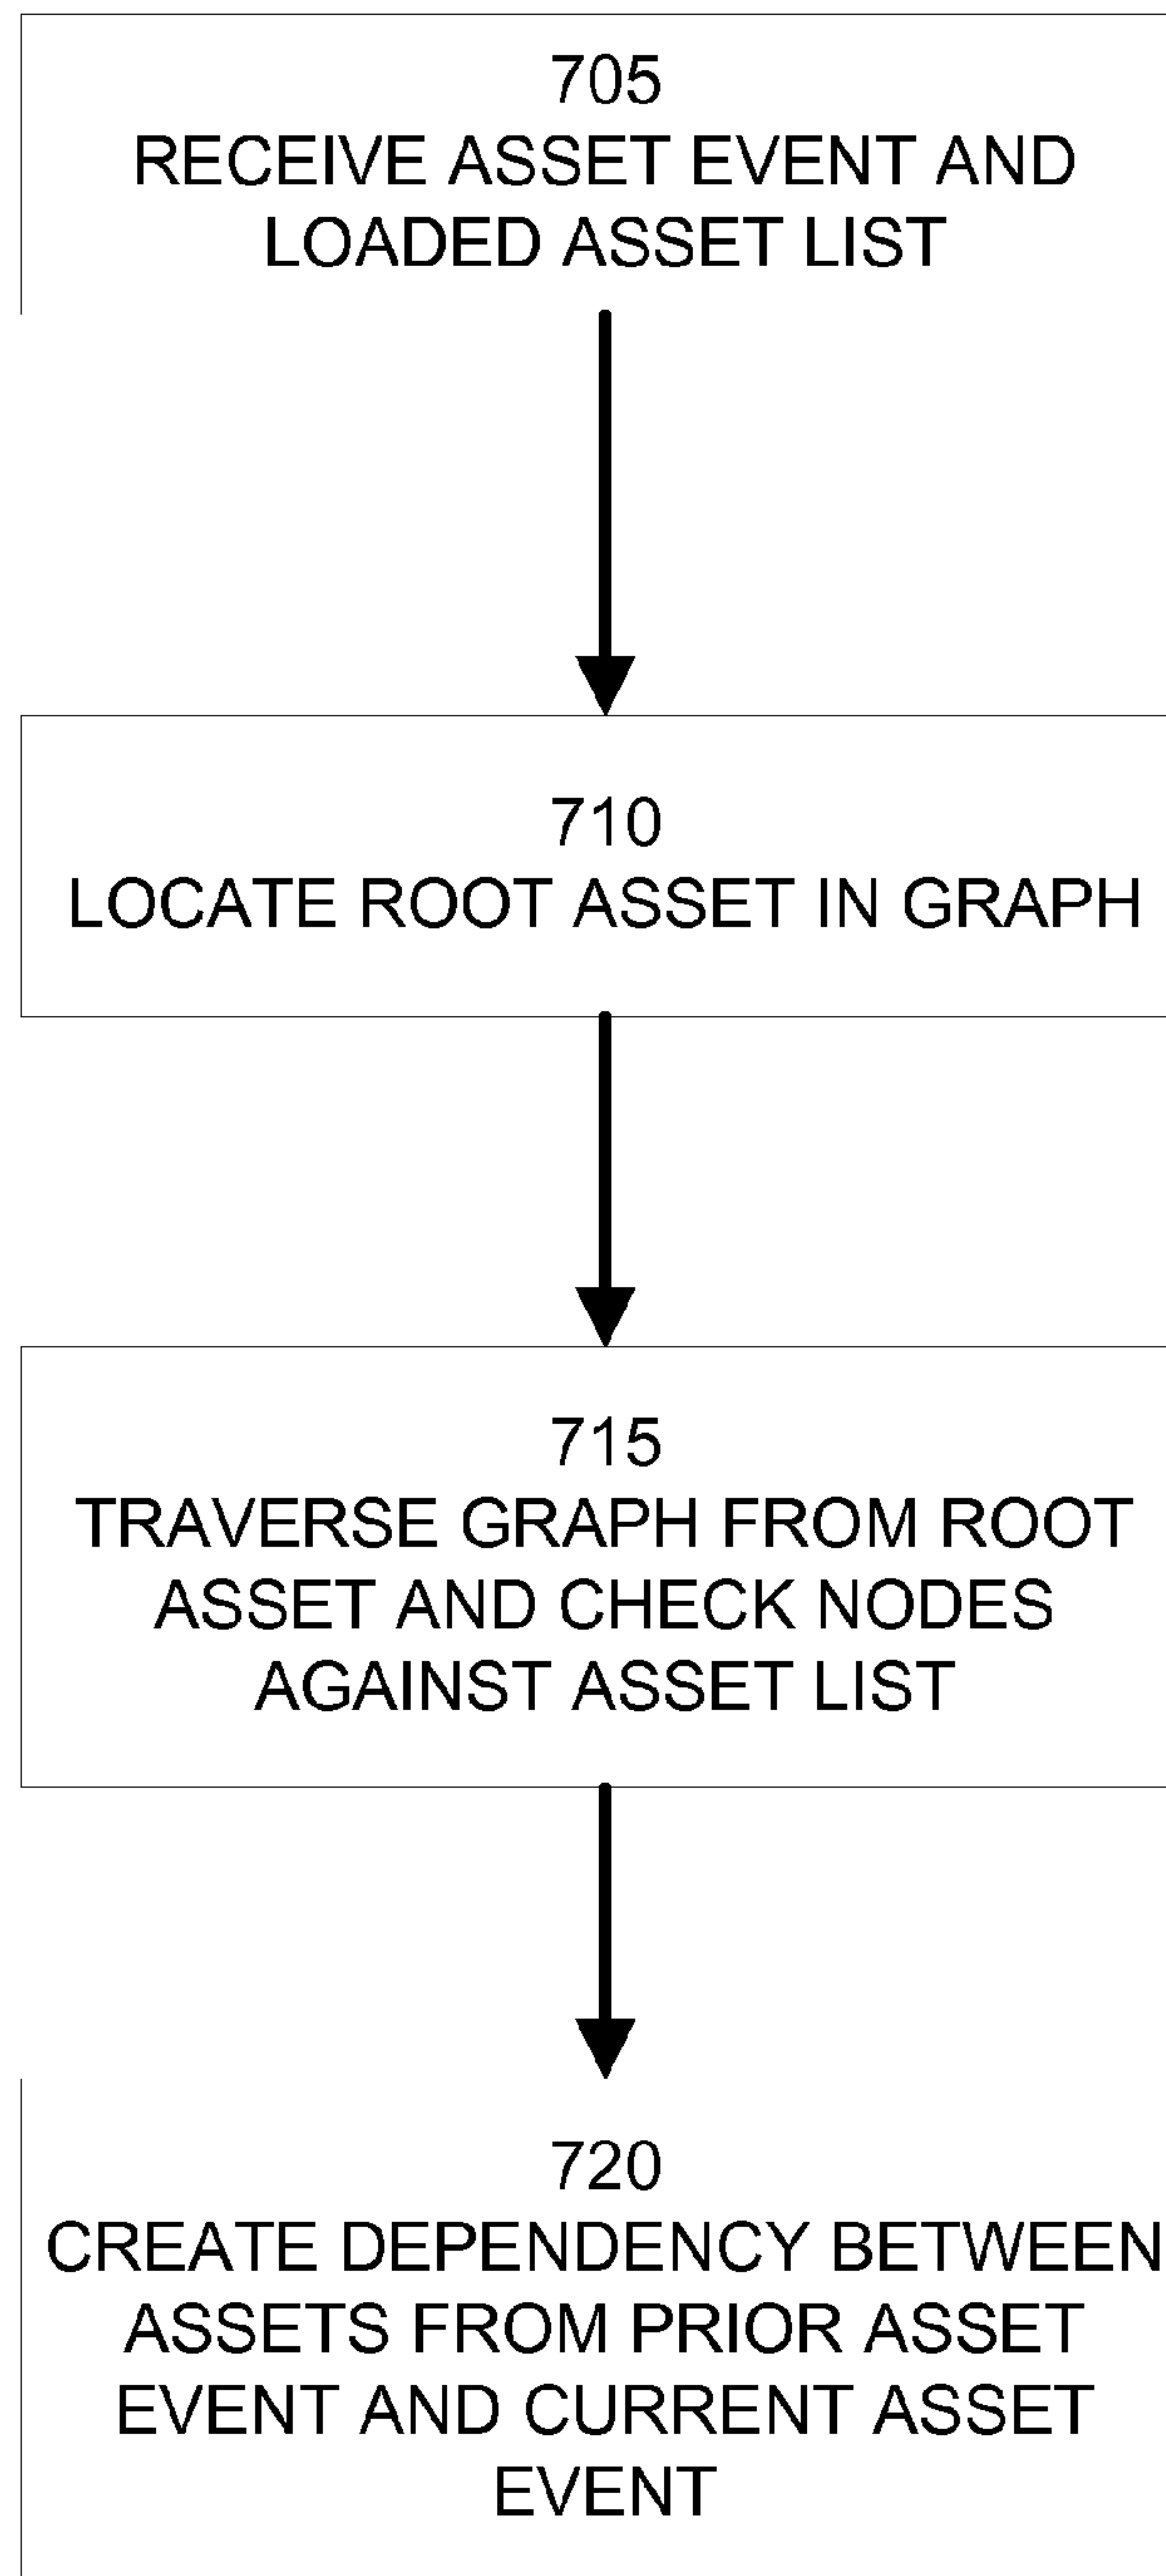 705
RECEIVE ASSET EVENT AND
LOADED ASSET LIST
710
LOCATE ROOT ASSET IN GRAPH
715
TRAVERSE GRAPH FROM ROOT
ASSET AND CHECK NODES
AGAINST ASSET LIST
720
CREATE DEPENDENCY BETWEEN
ASSETS FROM PRIOR ASSET
EVENT AND CURRENT ASSET
EVENT